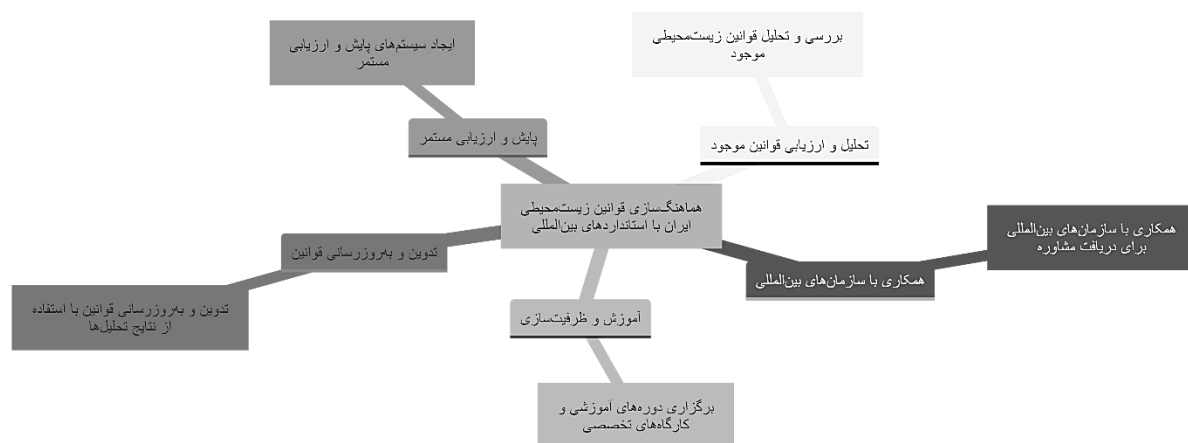 ایجاد سیستم‌های پایش و ارزیابی
مستمر
بررسی و تحلیل قوانین زیست‌محیطی
موجود
پایش و ارزیابی مستمر
تحلیل و ارزیابی قوانین موجود
هماهنگ‌سازی قوانین زیست‌محیطی
ایران با استانداردهای بین‌المللی
همکاری با سازمان‌های بین‌المللی
برای دریافت مشاوره
تدوین و به‌روزرسانی قوانین
همکاری با سازمان‌های بین‌المللی
تدوین و به‌روزرسانی قوانین با استفاده
از نتایج تحلیل‌ها
آموزش و ظرفیت‌سازی
برگزاری دوره‌های آموزشی و
کارگاه‌های تخصصی